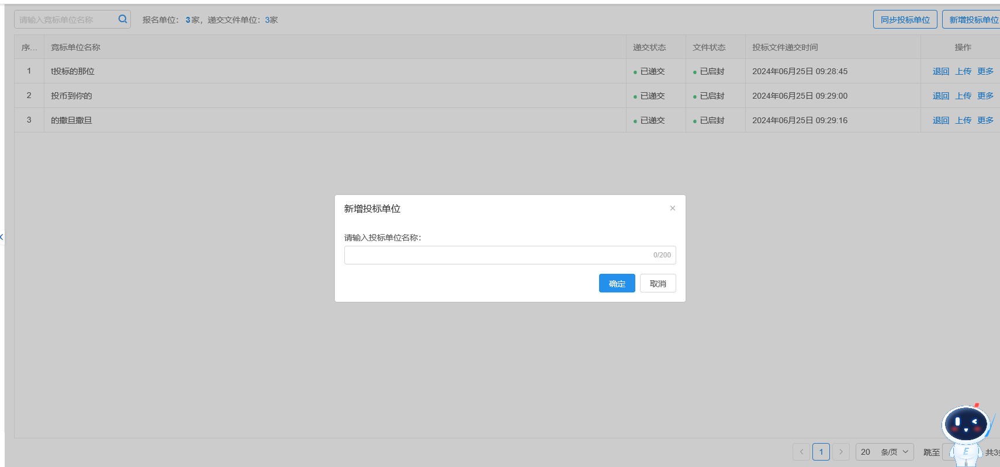 请输入竞标单位名称
报名单位： 3家，递交文件单位：3家
同步投标单位
新增投标单位
序... 竞标单位名称 递交状态 文件状态 投标文件递交时间 操作
1 t投标的那位 已递交 已启封 2024年06月25日 09:28:45 退回 上传 更多
2 投币到你的 已递交 已启封 2024年06月25日 09:29:00 退回 上传 更多
3 的撒旦撒旦 已递交 已启封 2024年06月25日 09:29:16 退回 上传 更多
新增投标单位
请输入投标单位名称：
0/200
确定 取消
1 20 条/页 跳至 共3
E